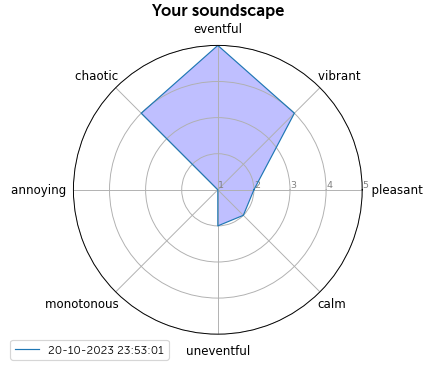 Your soundscape
eventful
chaotic
vibrant
annoying
1
2
3
4
5
pleasant
monotonous
calm
20-10-2023 23:53:01
uneventful